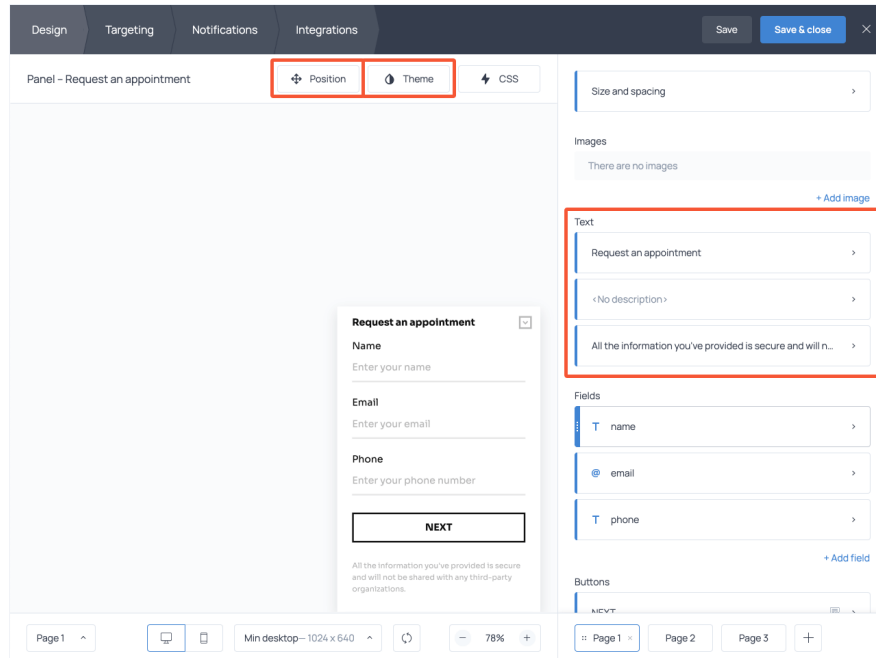 Design Targeting Notifications Integrations Save Save & close
Panel – Request an appointment Position Theme CSS
Size and spacing
Images
There are no images
+ Add image
Text
Request an appointment
<No description>
All the information you've provided is secure and will n...
Fields
T name
@ email
T phone
+ Add field
Buttons
NEXT
Request an appointment
Name
Enter your name
Email
Enter your email
Phone
Enter your phone number
NEXT
All the information you've provided is secure
and will not be shared with any third-party
organizations.
Page 1 Min desktop— 1024 x 640 − 78% + Page 1 × Page 2 Page 3 +